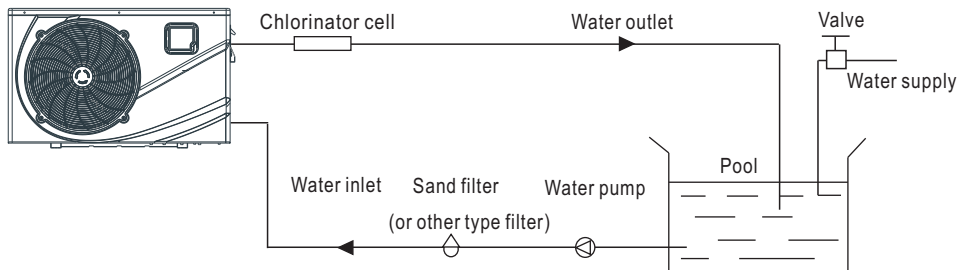 Chlorinator cell
Water outlet
Valve
Water supply
Pool
Water inlet
Sand filter
(or other type filter)
Water pump